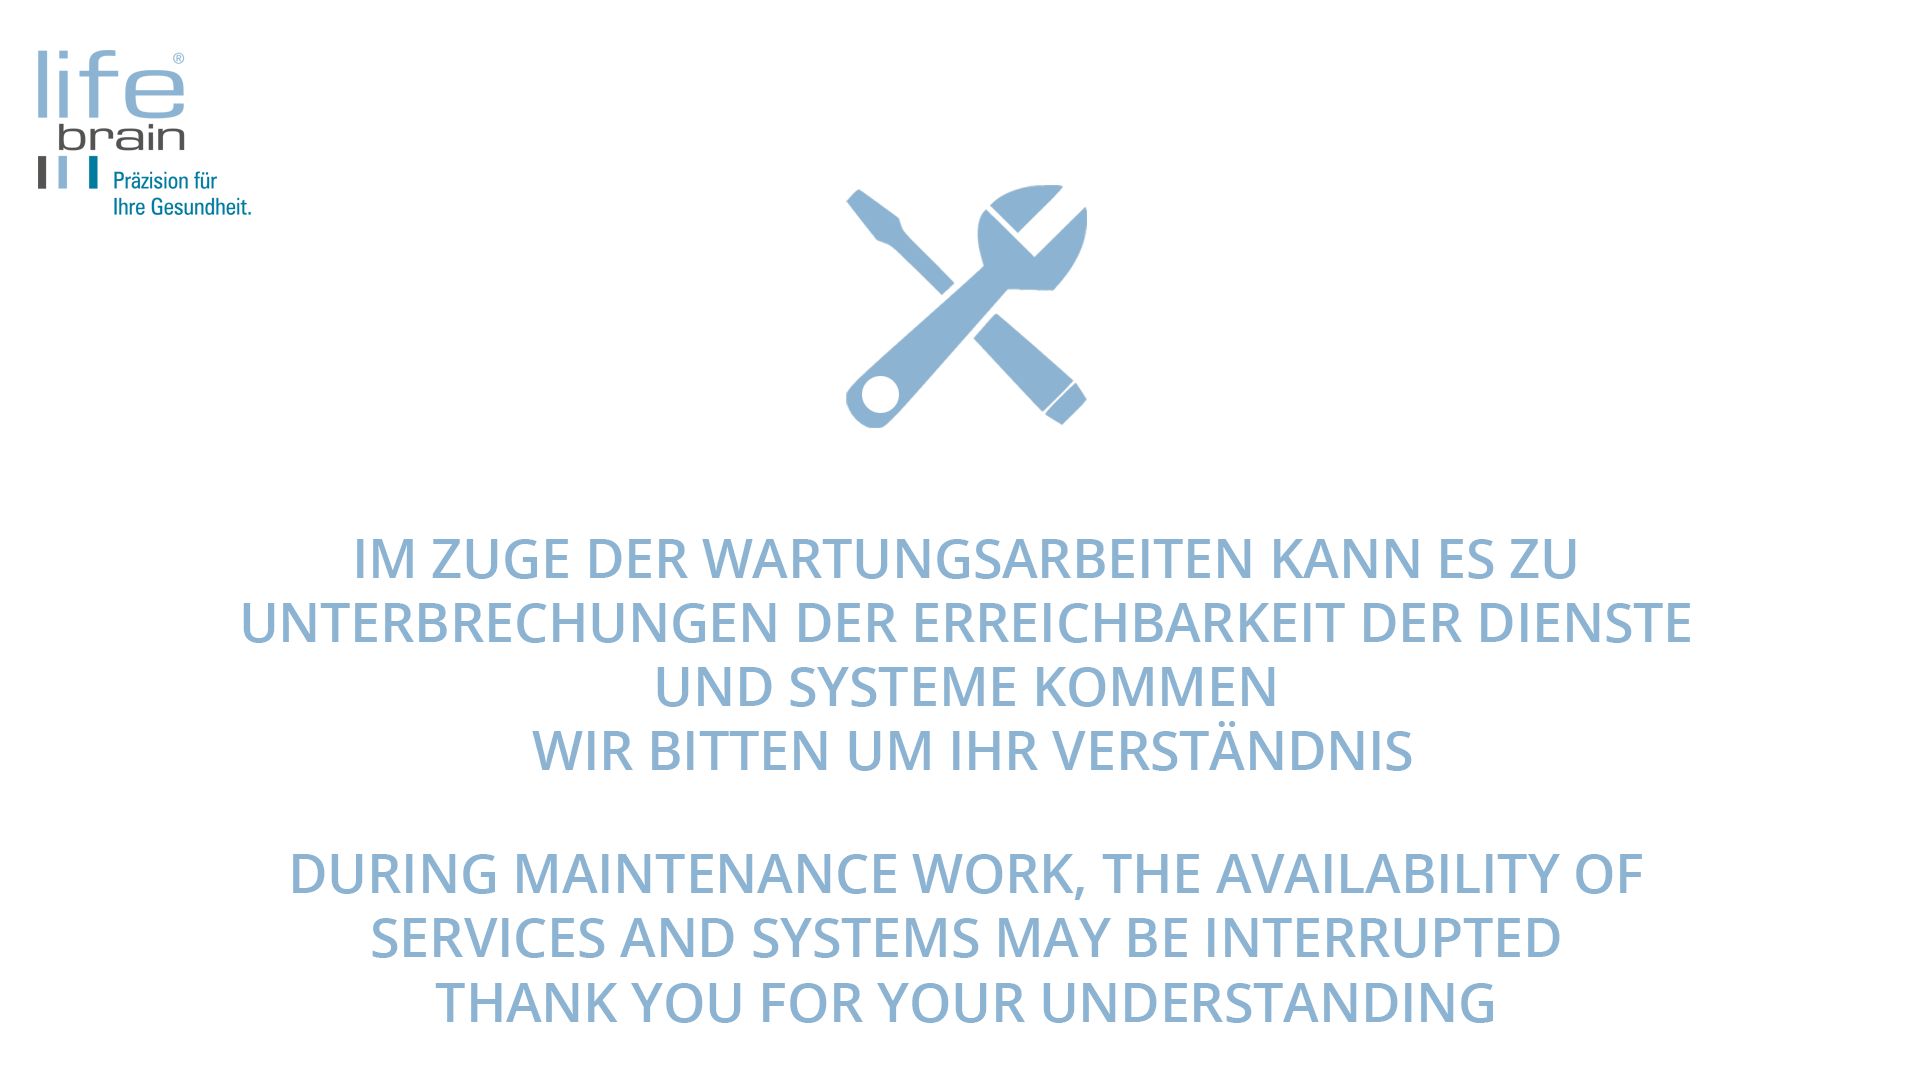 life®
brain
Präzision für
Ihre Gesundheit.
IM ZUGE DER WARTUNGSARBEITEN KANN ES ZU
UNTERBRECHUNGEN DER ERREICHBARKEIT DER DIENSTE
UND SYSTEME KOMMEN
WIR BITTEN UM IHR VERSTÄNDNIS
DURING MAINTENANCE WORK, THE AVAILABILITY OF
SERVICES AND SYSTEMS MAY BE INTERRUPTED
THANK YOU FOR YOUR UNDERSTANDING